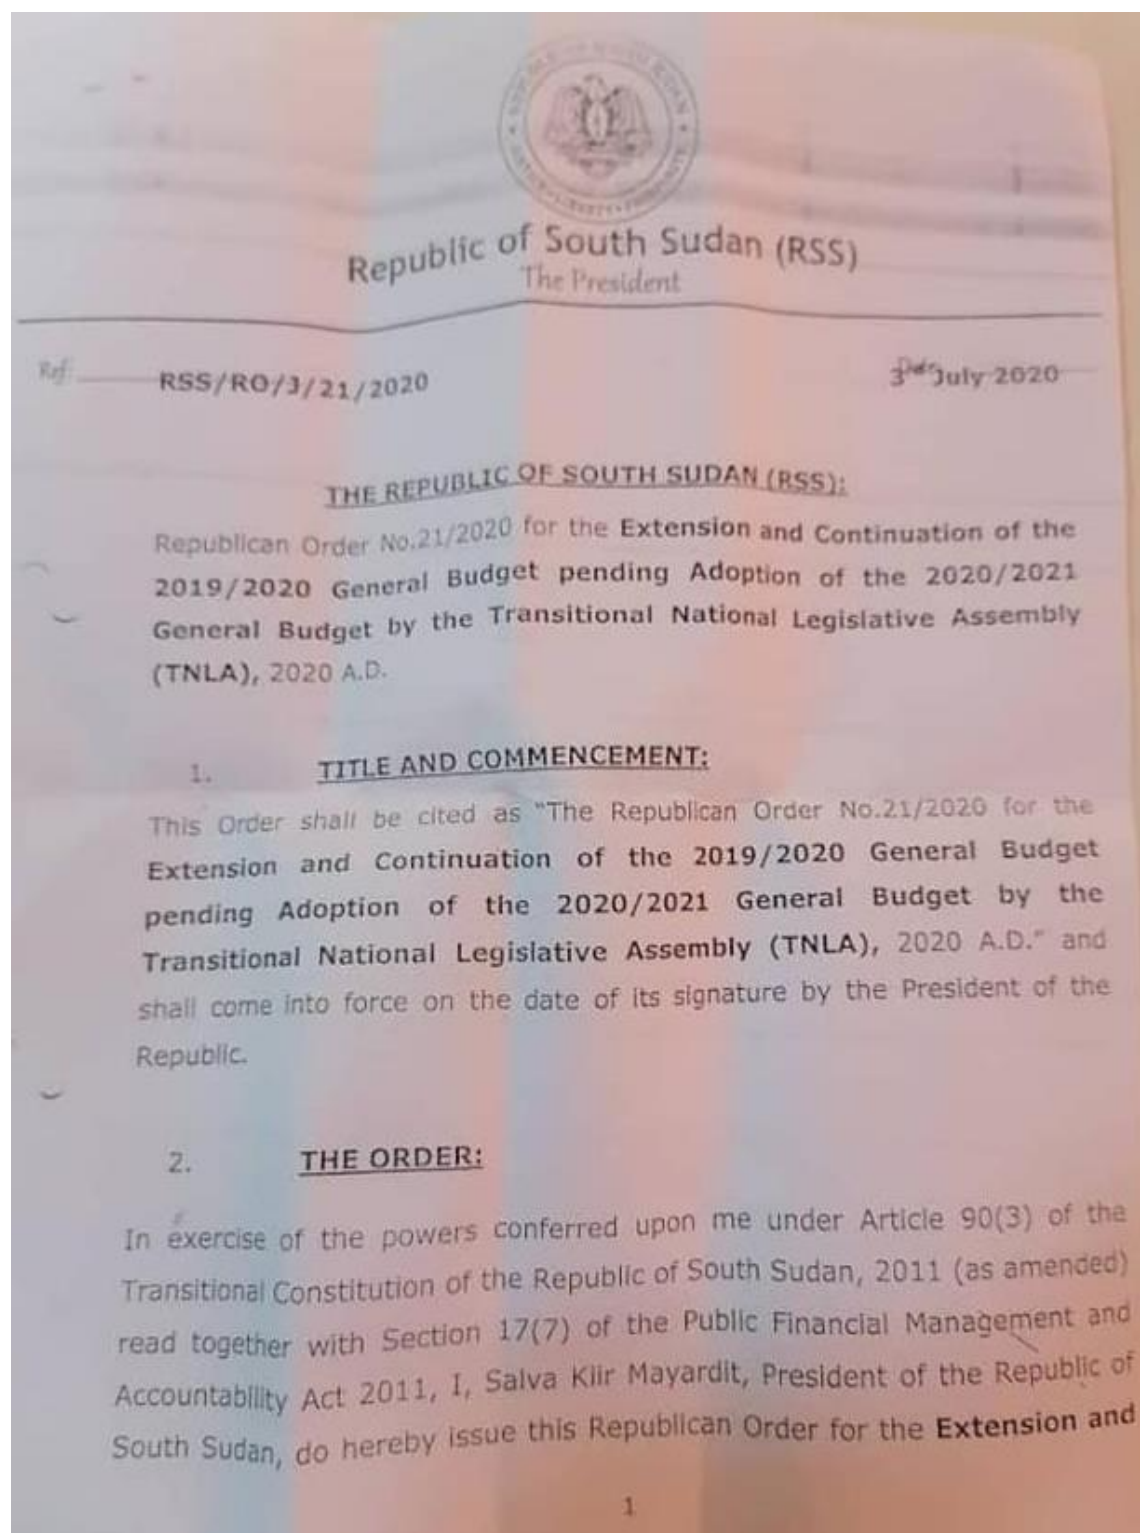 REPUBLIC OF SOUTH SUDAN
JUSTICE LIBERTY PROSPERITY
Republic of South Sudan (RSS)
The President
Ref: RSS/RO/J/21/2020
Date 3rd July 2020
THE REPUBLIC OF SOUTH SUDAN (RSS):
Republican Order No.21/2020 for the Extension and Continuation of the
2019/2020 General Budget pending Adoption of the 2020/2021
General Budget by the Transitional National Legislative Assembly
(TNLA), 2020 A.D.
1. TITLE AND COMMENCEMENT:
This Order shall be cited as "The Republican Order No.21/2020 for the
Extension and Continuation of the 2019/2020 General Budget
pending Adoption of the 2020/2021 General Budget by the
Transitional National Legislative Assembly (TNLA), 2020 A.D." and
shall come into force on the date of its signature by the President of the
Republic.
2. THE ORDER:
In exercise of the powers conferred upon me under Article 90(3) of the
Transitional Constitution of the Republic of South Sudan, 2011 (as amended)
read together with Section 17(7) of the Public Financial Management and
Accountability Act 2011, I, Salva Kiir Mayardit, President of the Republic of
South Sudan, do hereby issue this Republican Order for the Extension and
1